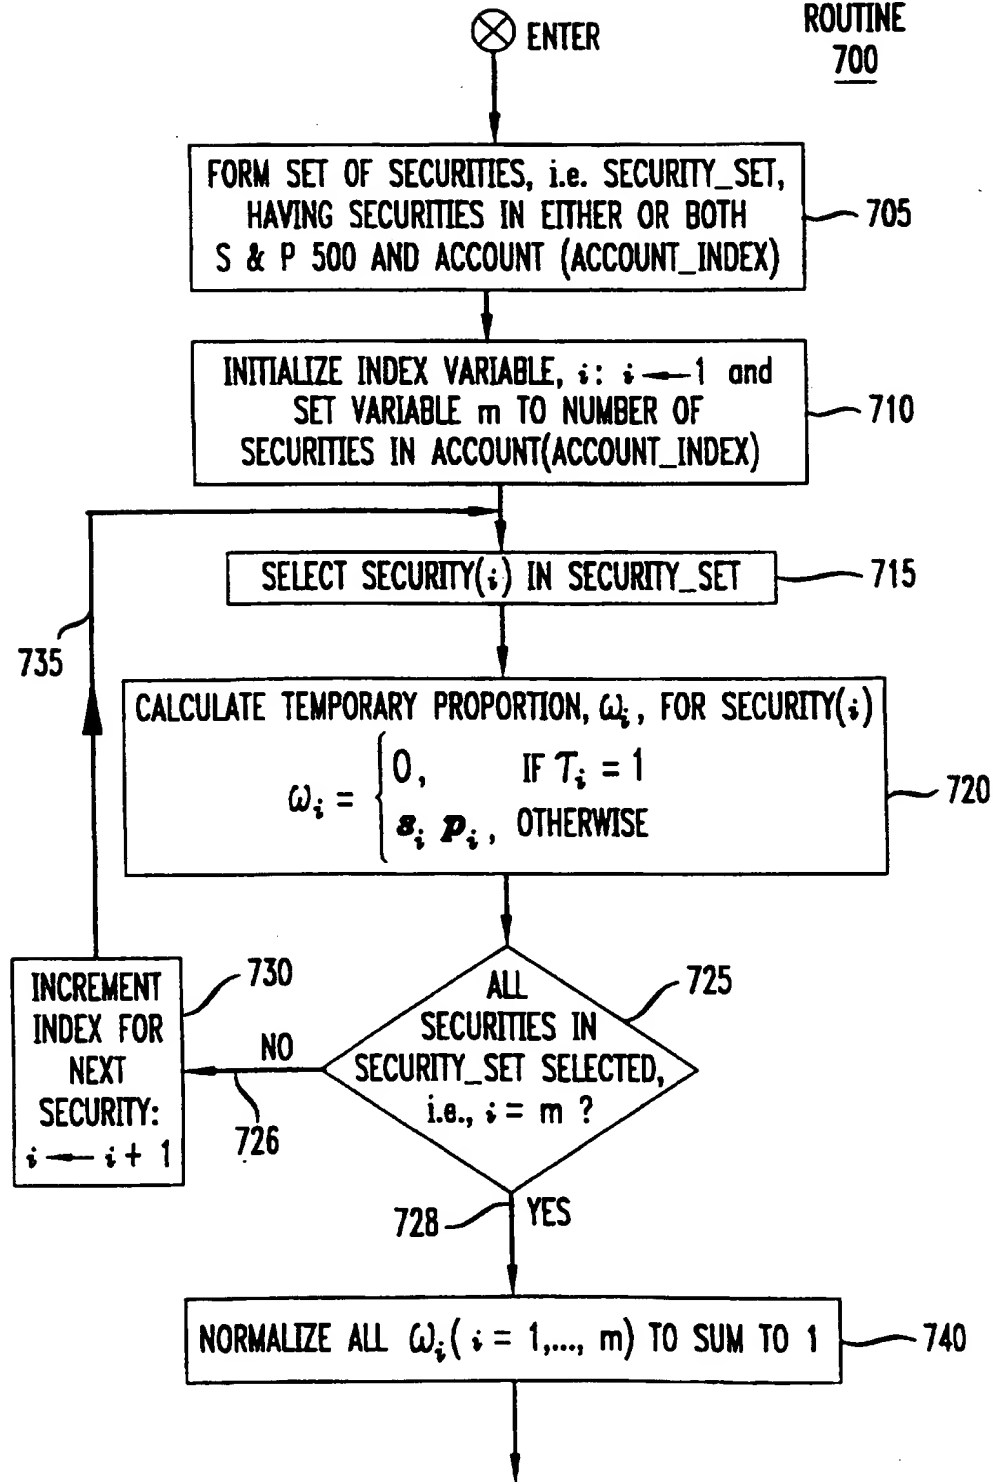 ROUTINE
700
ENTER
FORM SET OF SECURITIES, i.e. SECURITY_SET,
HAVING SECURITIES IN EITHER OR BOTH
S & P 500 AND ACCOUNT (ACCOUNT_INDEX)
705
INITIALIZE INDEX VARIABLE, i: i ← 1 and
SET VARIABLE m TO NUMBER OF
SECURITIES IN ACCOUNT(ACCOUNT_INDEX)
710
SELECT SECURITY(i) IN SECURITY_SET
715
735
CALCULATE TEMPORARY PROPORTION, ωi, FOR SECURITY(i)
ωi = { 0, IF Ti = 1
si pi, OTHERWISE
720
ALL
SECURITIES IN
SECURITY_SET SELECTED,
i.e., i = m ?
725
NO
726
INCREMENT
INDEX FOR
NEXT
SECURITY:
i ← i + 1
730
728
YES
NORMALIZE ALL ωi( i = 1,..., m) TO SUM TO 1
740